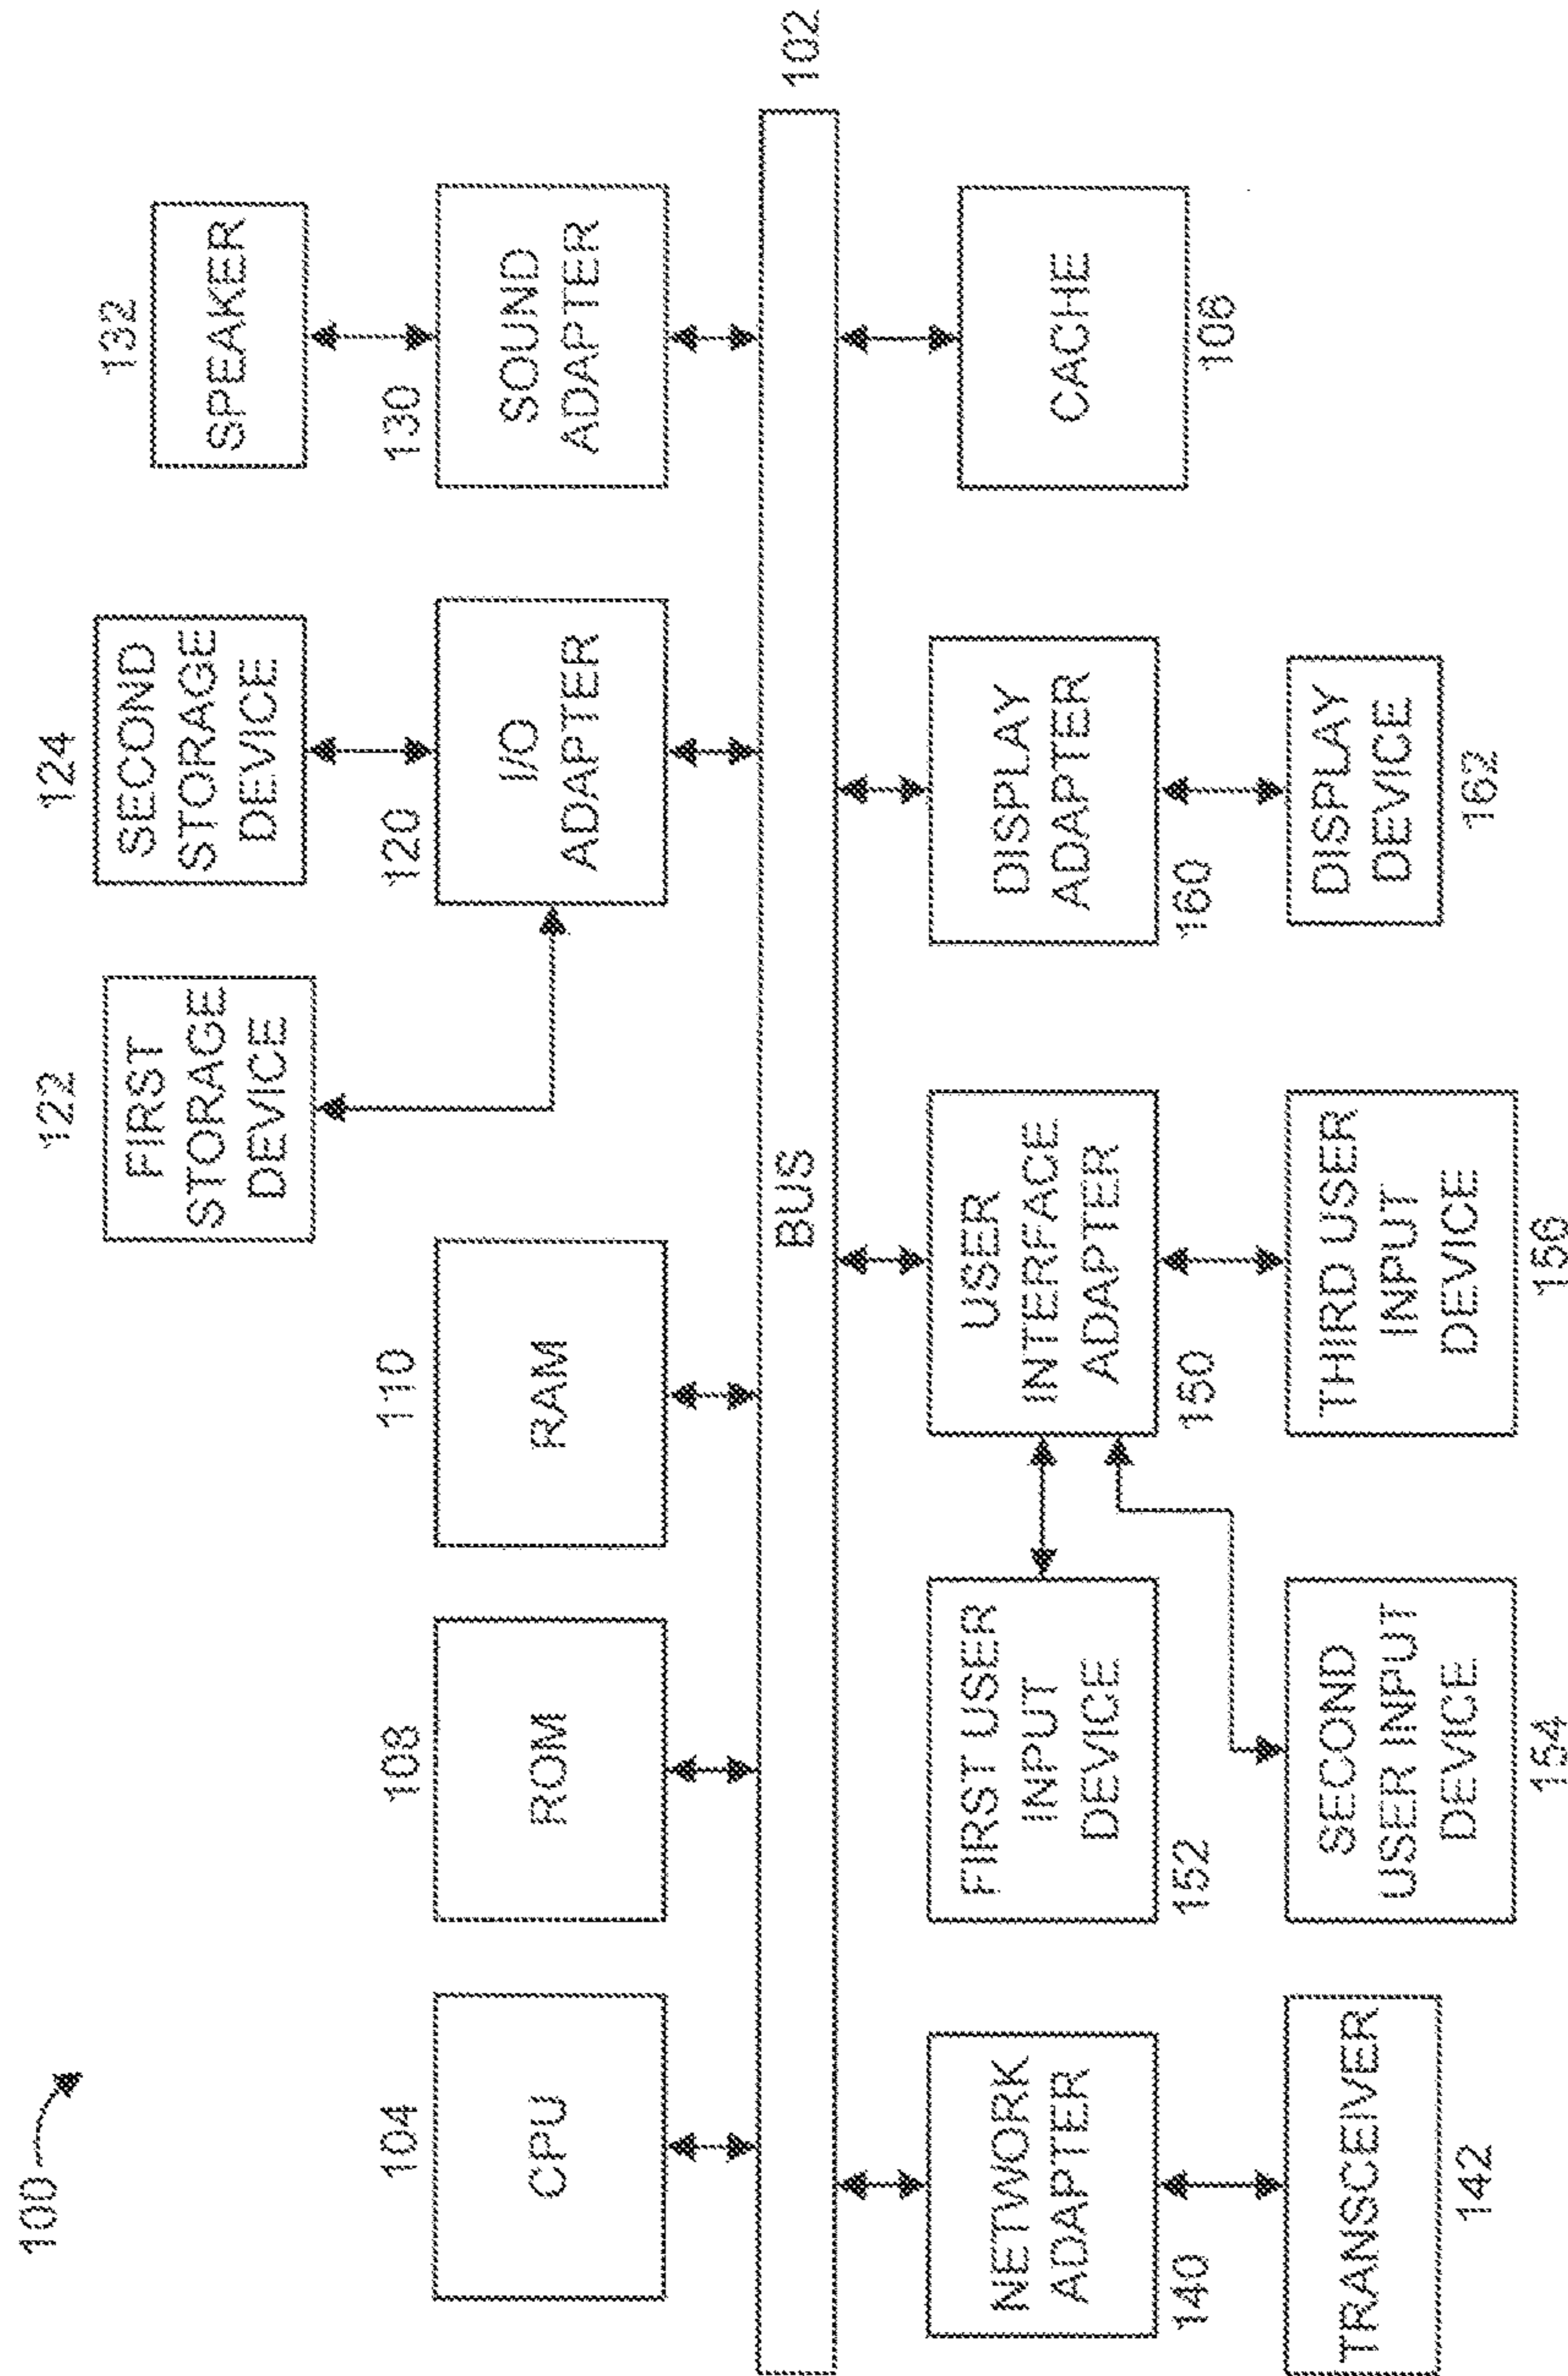 100
122
FIRST
STORAGE
DEVICE
124
SECOND
STORAGE
DEVICE
132
SPEAKER
104
CPU
108
ROM
110
RAM
120
I/O
ADAPTER
130
SOUND
ADAPTER
BUS
102
NETWORK
ADAPTER
140
FIRST USER
INPUT
DEVICE
152
USER
INTERFACE
ADAPTER
150
DISPLAY
ADAPTER
160
CACHE
106
TRANSCEIVER
142
SECOND
USER INPUT
DEVICE
154
THIRD USER
INPUT
DEVICE
156
DISPLAY
DEVICE
162